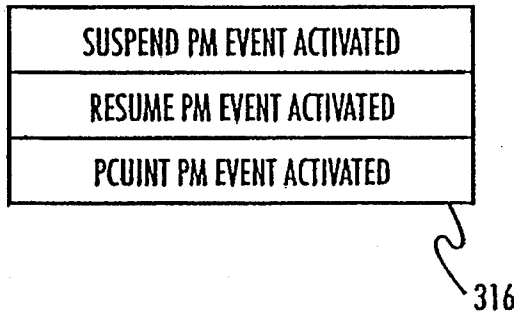 SUSPEND PM EVENT ACTIVATED
RESUME PM EVENT ACTIVATED
PCUINT PM EVENT ACTIVATED
316